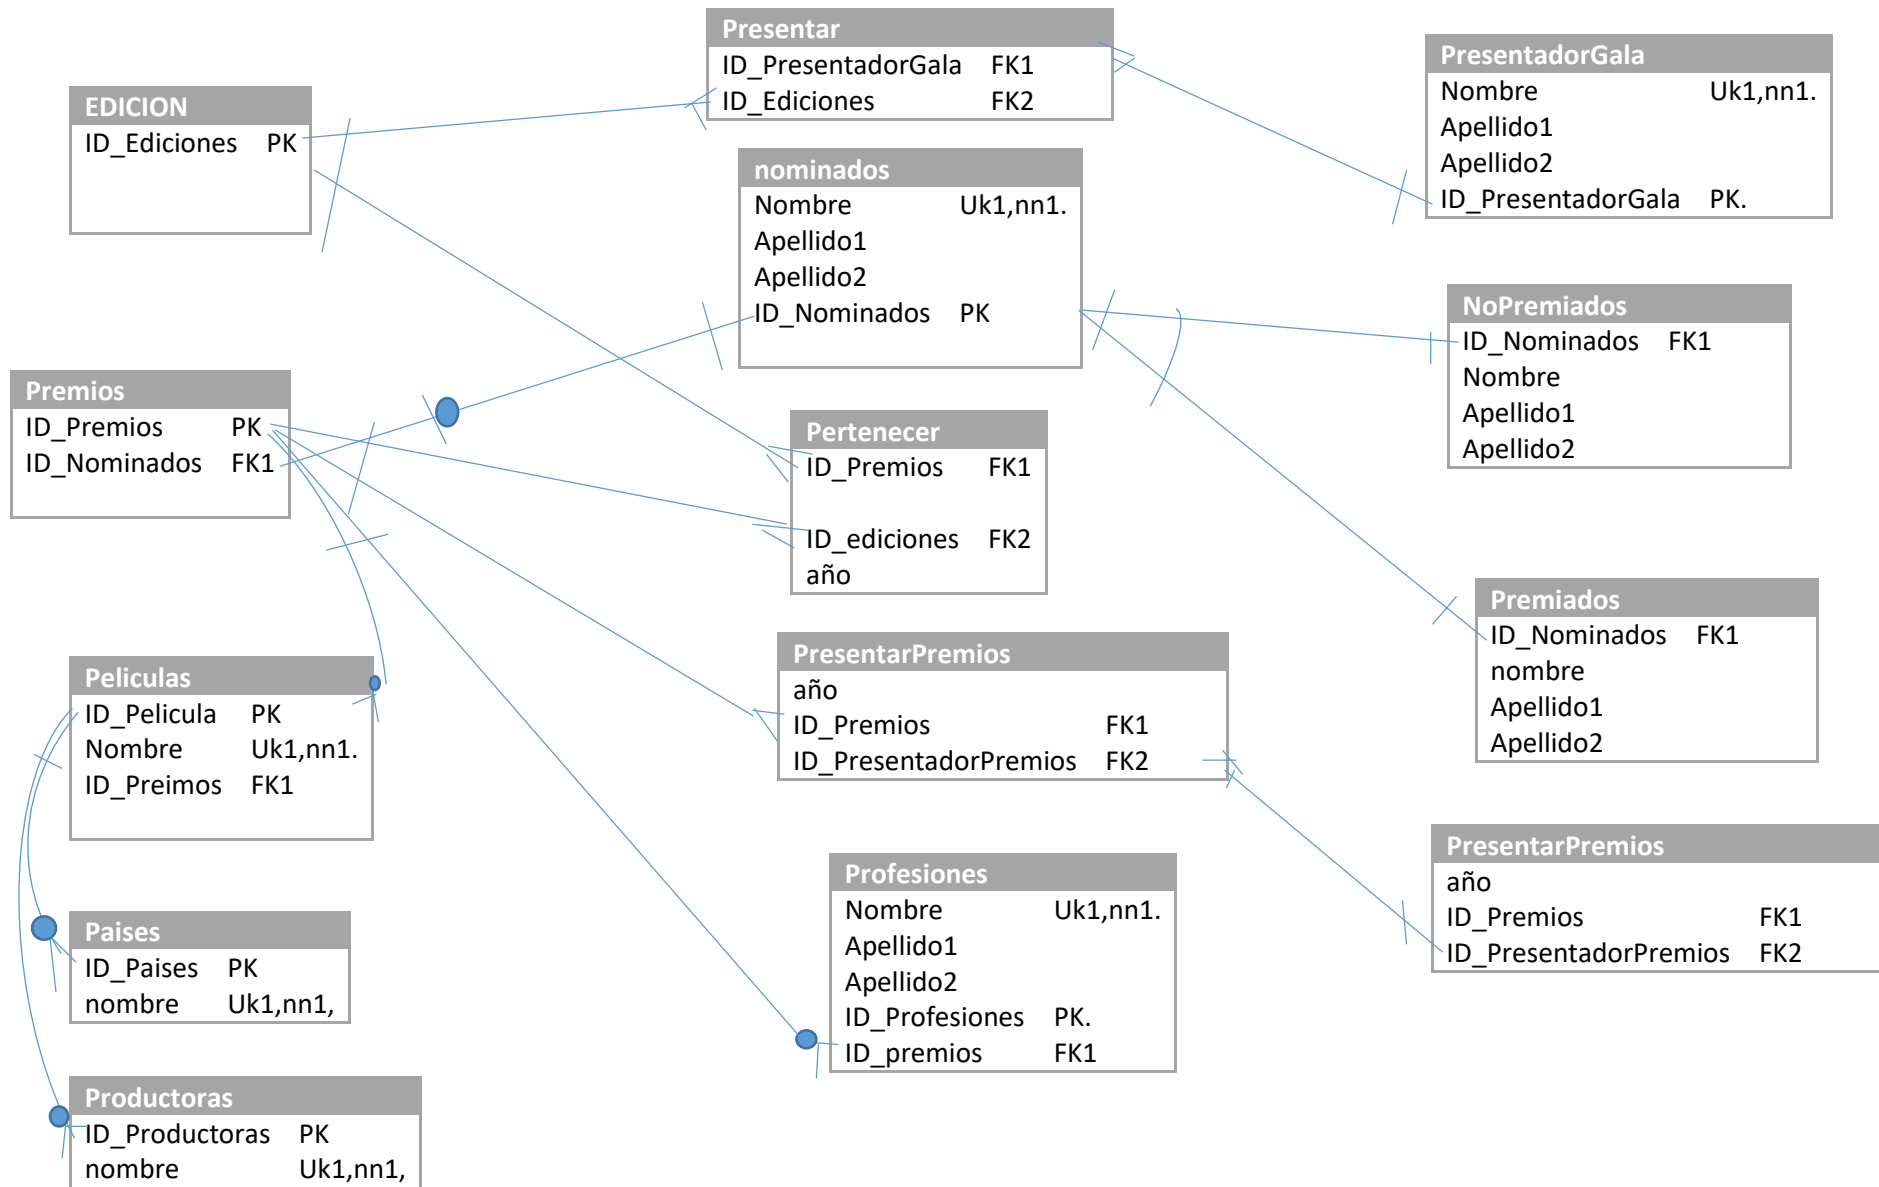 Presentar
ID_PresentadorGala FK1
ID_Ediciones FK2
PresentadorGala
Nombre Uk1,nn1.
Apellido1
Apellido2
ID_PresentadorGala PK.
EDICION
ID_Ediciones PK
nominados
Nombre Uk1,nn1.
Apellido1
Apellido2
ID_Nominados PK
NoPremiados
ID_Nominados FK1
Nombre
Apellido1
Apellido2
Premios
ID_Premios PK
ID_Nominados FK1
Pertenecer
ID_Premios FK1
ID_ediciones FK2
año
Premiados
ID_Nominados FK1
nombre
Apellido1
Apellido2
PresentarPremios
año
ID_Premios FK1
ID_PresentadorPremios FK2
Peliculas
ID_Pelicula PK
Nombre Uk1,nn1.
ID_Preimos FK1
PresentarPremios
año
ID_Premios FK1
ID_PresentadorPremios FK2
Profesiones
Nombre Uk1,nn1.
Apellido1
Apellido2
ID_Profesiones PK.
ID_premios FK1
Paises
ID_Paises PK
nombre Uk1,nn1,
Productoras
ID_Productoras PK
nombre Uk1,nn1,